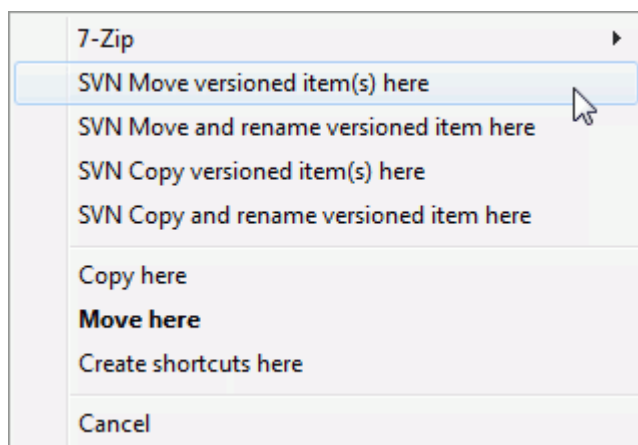 7-Zip
SVN Move versioned item(s) here
SVN Move and rename versioned item here
SVN Copy versioned item(s) here
SVN Copy and rename versioned item here
Copy here
Move here
Create shortcuts here
Cancel